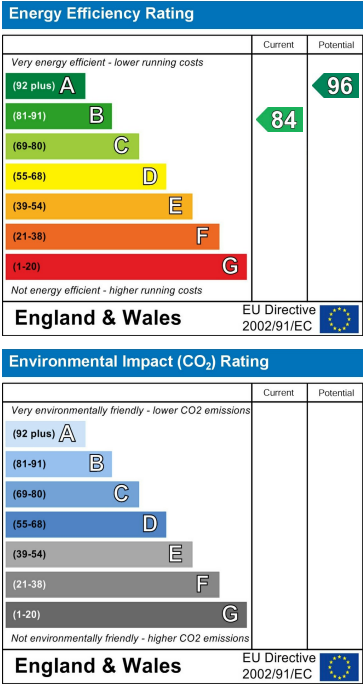 Energy Efficiency Rating
Current Potential
Very energy efficient - lower running costs
(92 plus) A 96
(81-91) B 84
(69-80) C
(55-68) D
(39-54) E
(21-38) F
(1-20) G
Not energy efficient - higher running costs
England & Wales EU Directive 2002/91/EC
Environmental Impact (CO2) Rating
Current Potential
Very environmentally friendly - lower CO2 emissions
(92 plus) A
(81-91) B
(69-80) C
(55-68) D
(39-54) E
(21-38) F
(1-20) G
Not environmentally friendly - higher CO2 emissions
England & Wales EU Directive 2002/91/EC